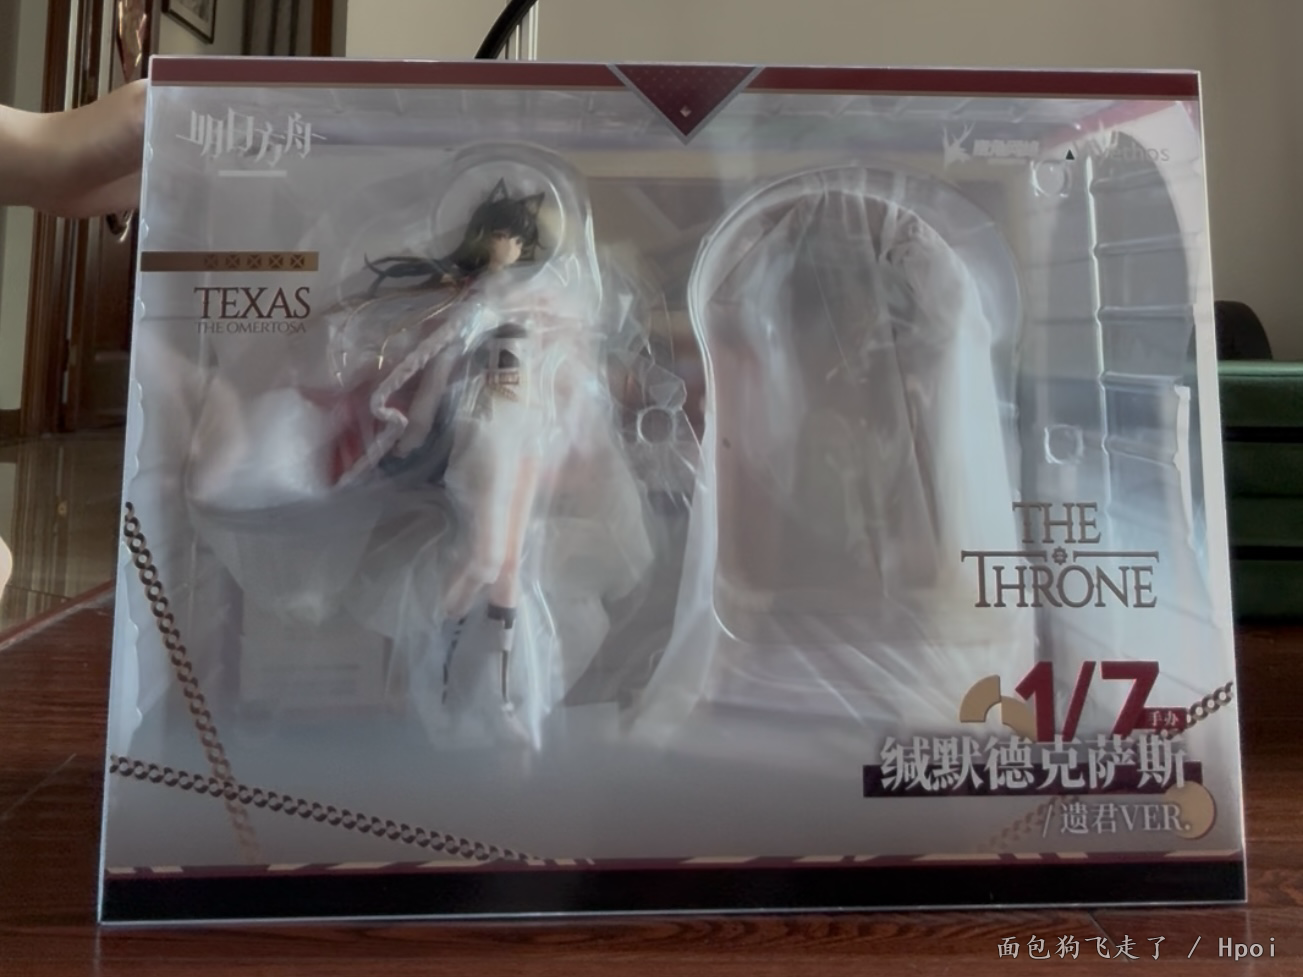 明日方舟
TEXAS
THE OMERTOSA
THE
THRONE
1/7
手办
缄默德克萨斯
/遗君VER.
面包狗飞走了 / Hpoi